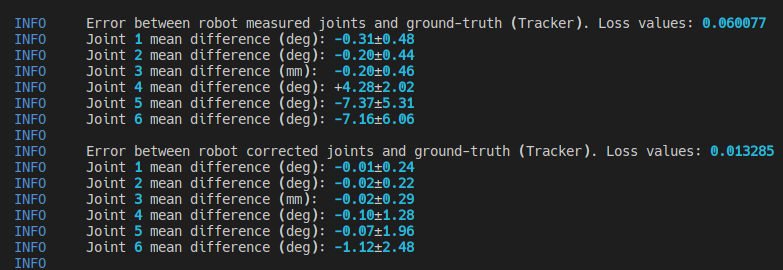 INFO     Error between robot measured joints and ground-truth (Tracker). Loss values: 0.060077
INFO     Joint 1 mean difference (deg): -0.31±0.48
INFO     Joint 2 mean difference (deg): -0.20±0.44
INFO     Joint 3 mean difference (mm):  -0.20±0.46
INFO     Joint 4 mean difference (deg): +4.28±2.02
INFO     Joint 5 mean difference (deg): -7.37±5.31
INFO     Joint 6 mean difference (deg): -7.16±6.06
INFO
INFO     Error between robot corrected joints and ground-truth (Tracker). Loss values: 0.013285
INFO     Joint 1 mean difference (deg): -0.01±0.24
INFO     Joint 2 mean difference (deg): -0.02±0.22
INFO     Joint 3 mean difference (mm):  -0.02±0.29
INFO     Joint 4 mean difference (deg): -0.10±1.28
INFO     Joint 5 mean difference (deg): -0.07±1.96
INFO     Joint 6 mean difference (deg): -1.12±2.48
INFO